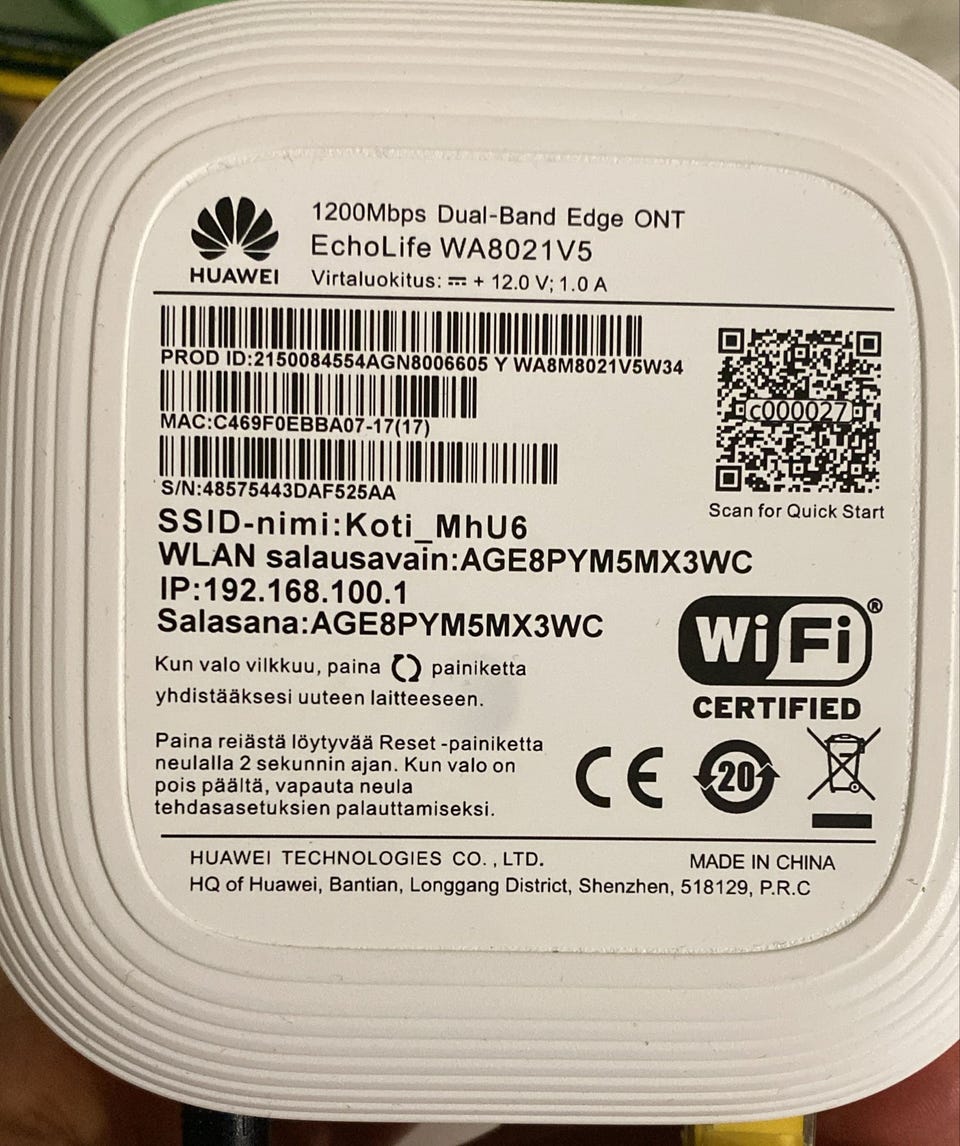 HUAWEI
1200Mbps Dual-Band Edge ONT
EchoLife WA8021V5
Virtaluokitus: ⎓ + 12.0 V; 1.0 A
PROD ID:2150084554AGN8006605 Y WA8M8021V5W34
MAC:C469F0EBBA07-17(17)
S/N:48575443DAF525AA
c000027
Scan for Quick Start
SSID-nimi:Koti_MhU6
WLAN salausavain:AGE8PYM5MX3WC
IP:192.168.100.1
Salasana:AGE8PYM5MX3WC
Wi Fi ®
CERTIFIED
Kun valo vilkkuu, paina painiketta
yhdistääksesi uuteen laitteeseen.
Paina reiästä löytyvää Reset -painiketta
neulalla 2 sekunnin ajan. Kun valo on
pois päältä, vapauta neula
tehdasasetuksien palauttamiseksi.
CE
20
HUAWEI TECHNOLOGIES CO., LTD.
MADE IN CHINA
HQ of Huawei, Bantian, Longgang District, Shenzhen, 518129, P.R.C